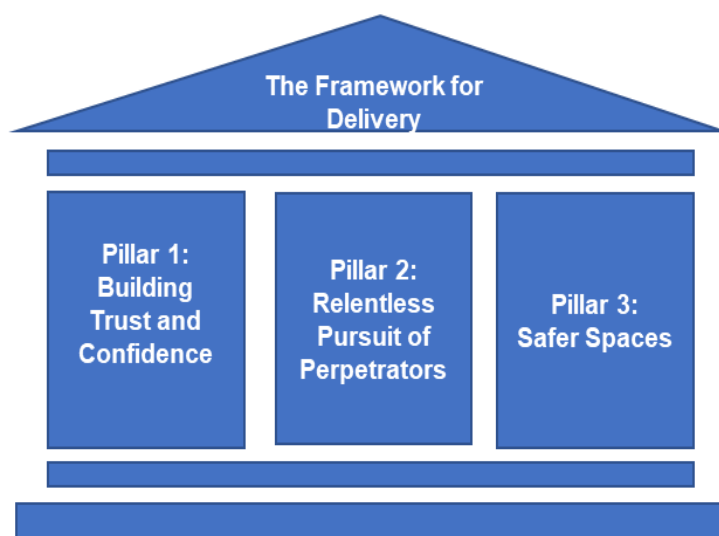 The Framework for
Delivery
Pillar 1:
Building
Trust and
Confidence
Pillar 2:
Relentless
Pursuit of
Perpetrators
Pillar 3:
Safer Spaces